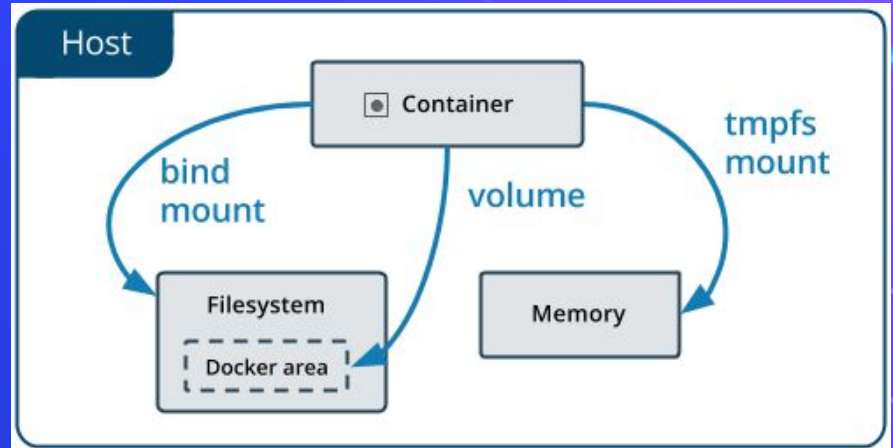 Host
Container
bind
mount
volume
tmpfs
mount
Filesystem
Docker area
Memory